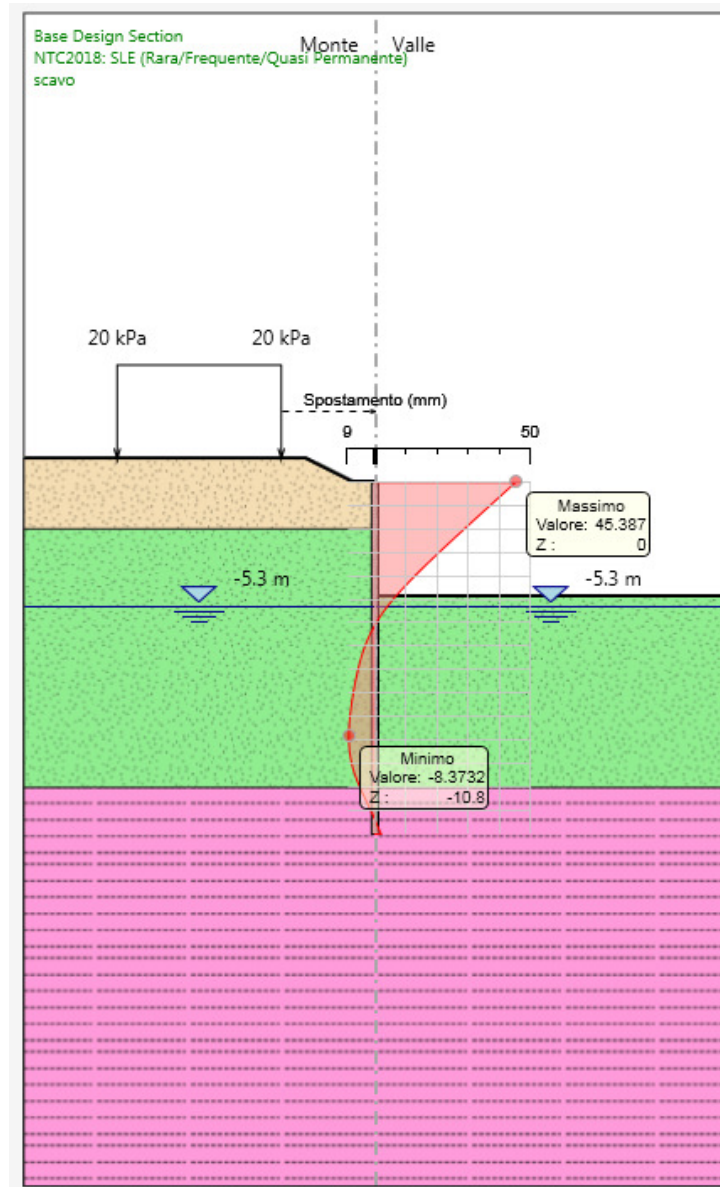 Base Design Section
NTC2018: SLE (Rara/Frequente/Quasi Permanente)
scavo
Monte
Valle
20 kPa
20 kPa
Spostamento (mm)
9
50
Massimo
Valore: 45.387
Z : 0
-5.3 m
-5.3 m
Minimo
Valore: -8.3732
Z : -10.8